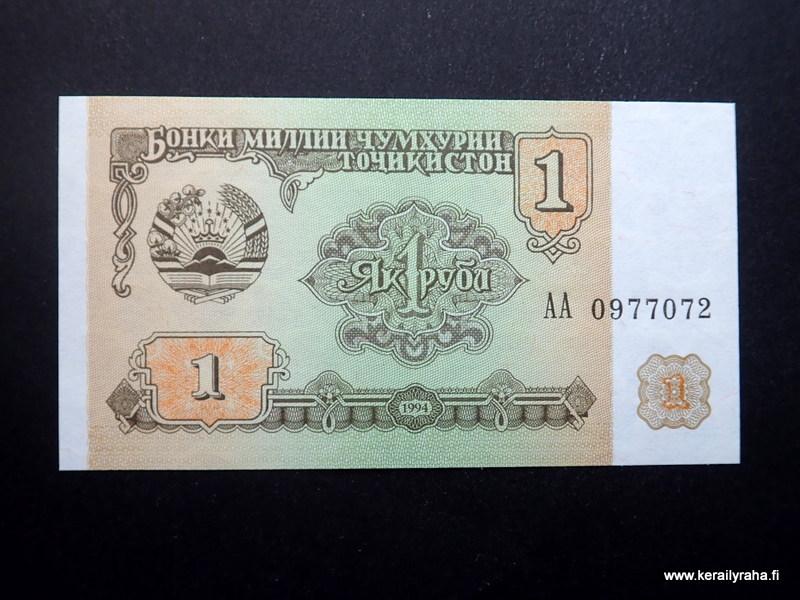 БОНКИ МИЛЛИИ ҶУМҲУРИИ
ТОҶИКИСТОН
1
1
ЯК РУБЛ
АА 0977072
1
1
1994
www.kerailyraha.fi